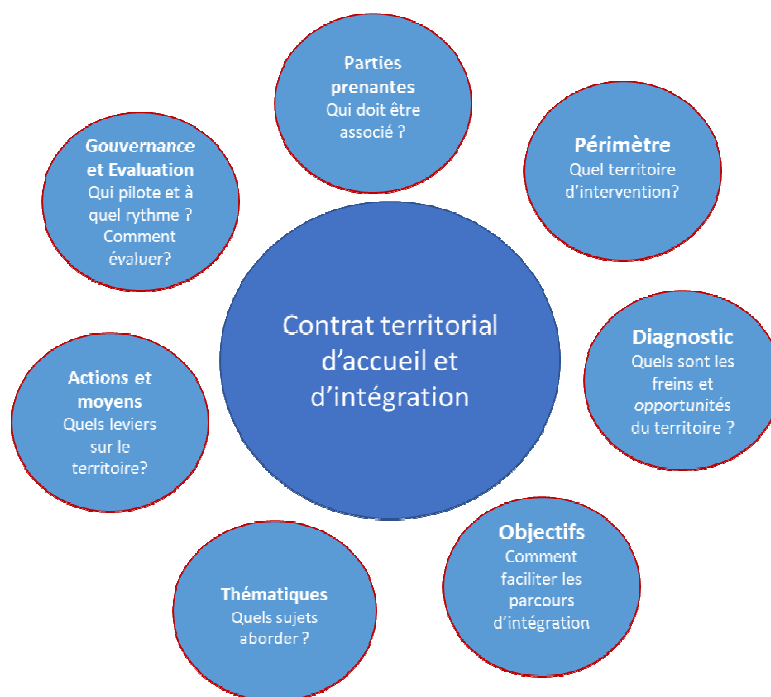 Parties
prenantes
Qui doit être
associé ?
Périmètre
Quel territoire
d'intervention?
Diagnostic
Quels sont les
freins et
opportunités
du territoire ?
Objectifs
Comment
faciliter les
parcours
d'intégration
Thématiques
Quels sujets
aborder ?
Actions et
moyens
Quels leviers
sur le
territoire?
Gouvernance
et Evaluation
Qui pilote et à
quel rythme ?
Comment
évaluer?
Contrat territorial
d'accueil et
d'intégration